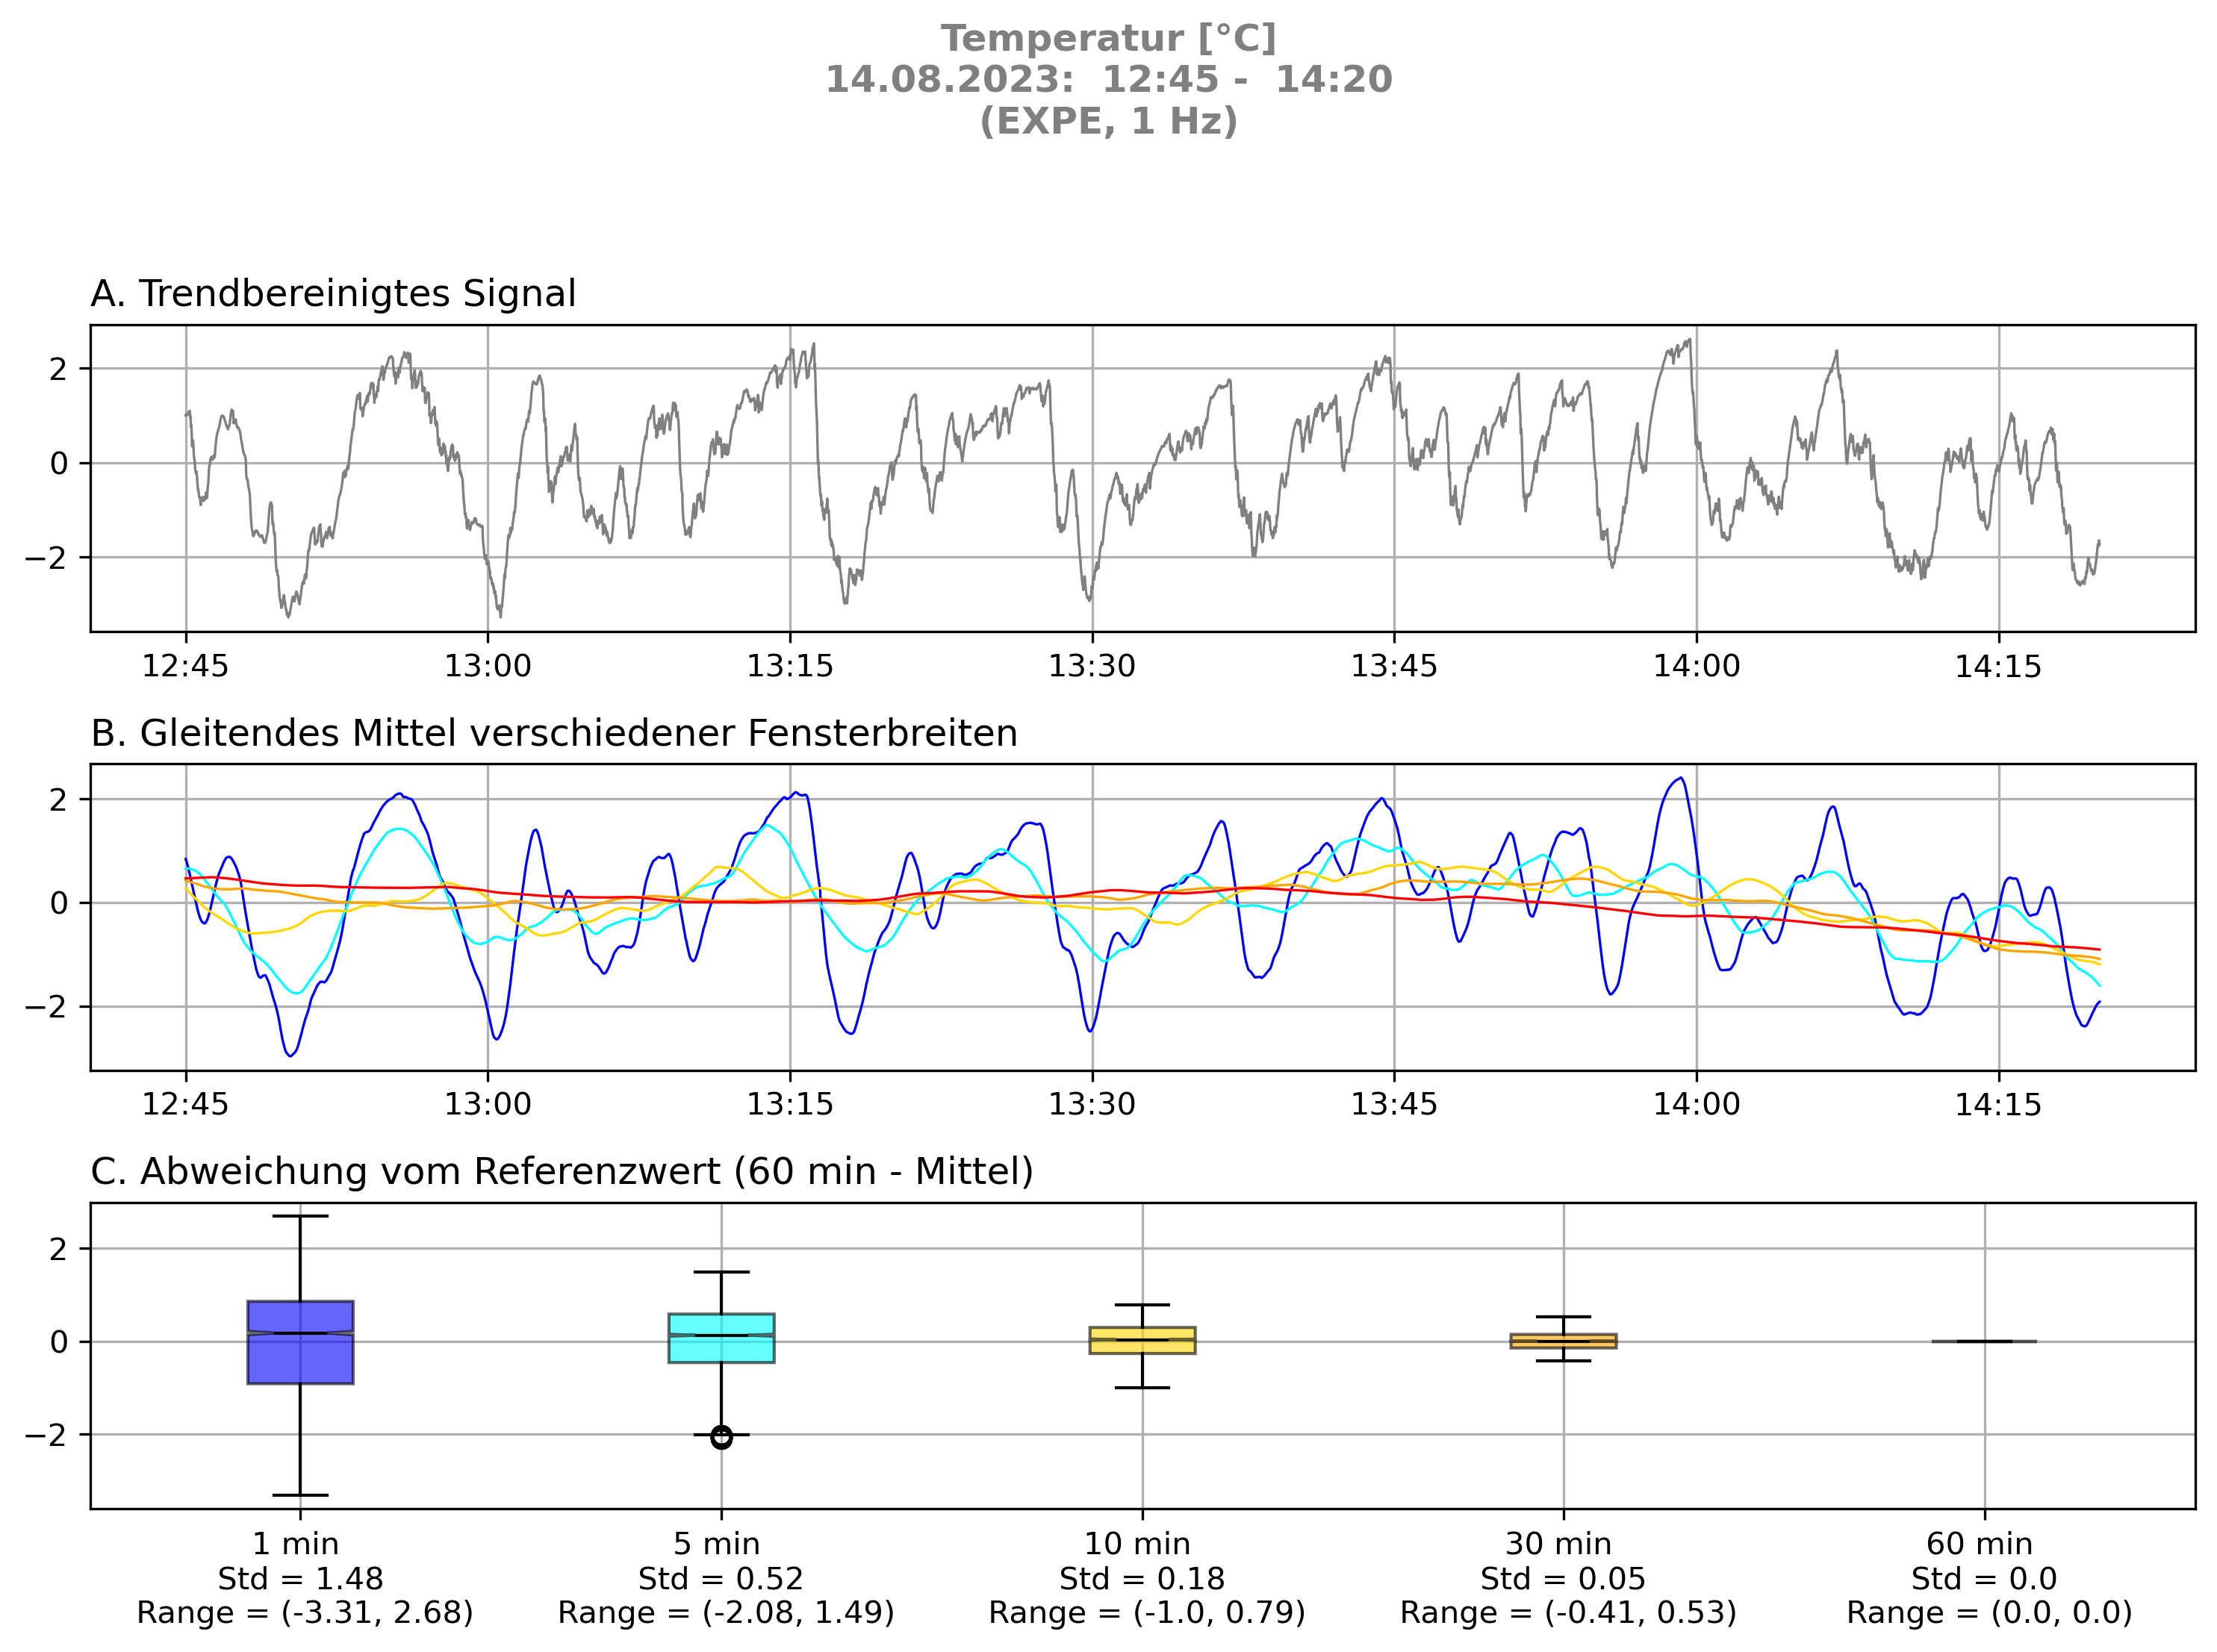 Temperatur [°C]
14.08.2023:  12:45 -  14:20
(EXPE, 1 Hz)
A. Trendbereinigtes Signal
2
0
−2
12:45 13:00 13:15 13:30 13:45 14:00 14:15
B. Gleitendes Mittel verschiedener Fensterbreiten
2
0
−2
12:45 13:00 13:15 13:30 13:45 14:00 14:15
C. Abweichung vom Referenzwert (60 min - Mittel)
2
0
−2
1 min 5 min 10 min 30 min 60 min
Std = 1.48 Std = 0.52 Std = 0.18 Std = 0.05 Std = 0.0
Range = (-3.31, 2.68) Range = (-2.08, 1.49) Range = (-1.0, 0.79) Range = (-0.41, 0.53) Range = (0.0, 0.0)